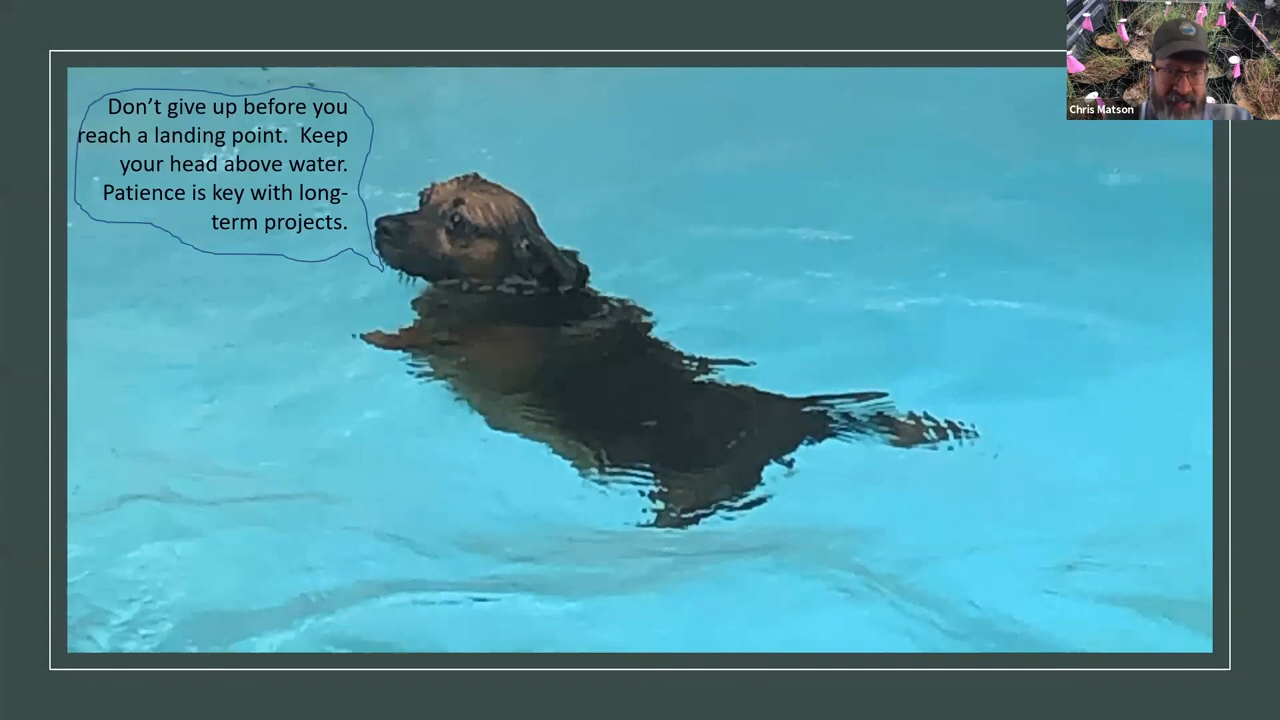 Don’t give up before you
reach a landing point.  Keep
your head above water.
Patience is key with long-
term projects.
Chris Matson